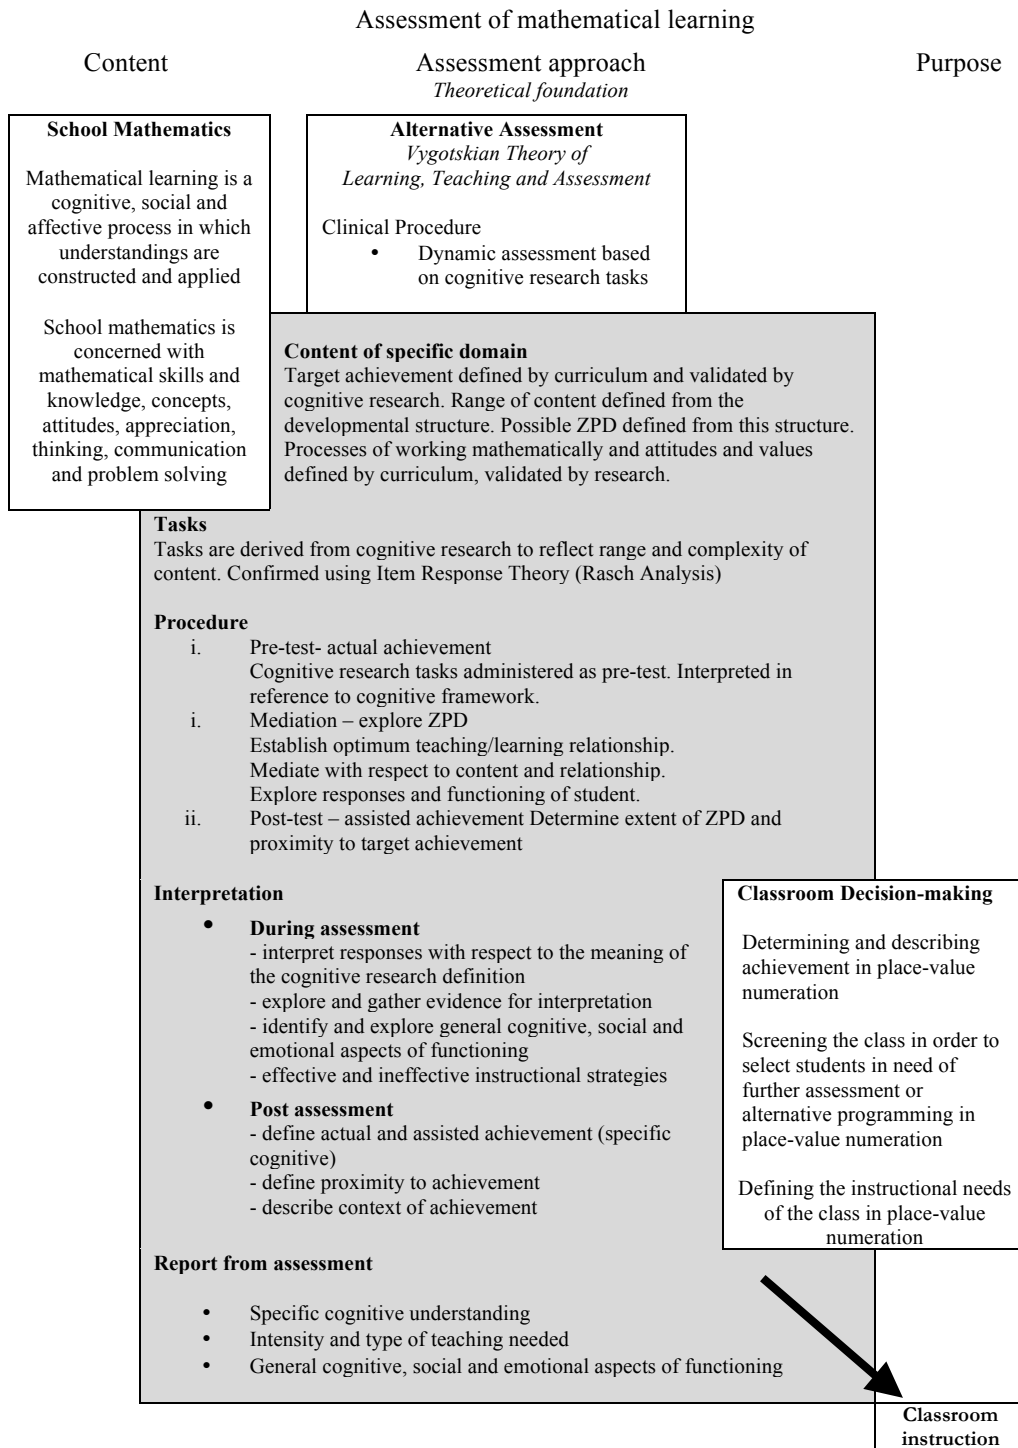 Assessment of mathematical learning
Content
Assessment approach
Theoretical foundation
Purpose
School Mathematics
Mathematical learning is a
cognitive, social and
affective process in which
understandings are
constructed and applied
School mathematics is
concerned with
mathematical skills and
knowledge, concepts,
attitudes, appreciation,
thinking, communication
and problem solving
Alternative Assessment
Vygotskian Theory of
Learning, Teaching and Assessment
Clinical Procedure
• Dynamic assessment based
on cognitive research tasks
Content of specific domain
Target achievement defined by curriculum and validated by
cognitive research. Range of content defined from the
developmental structure. Possible ZPD defined from this structure.
Processes of working mathematically and attitudes and values
defined by curriculum, validated by research.
Tasks
Tasks are derived from cognitive research to reflect range and complexity of
content. Confirmed using Item Response Theory (Rasch Analysis)
Procedure
i. Pre-test- actual achievement
Cognitive research tasks administered as pre-test. Interpreted in
reference to cognitive framework.
i. Mediation – explore ZPD
Establish optimum teaching/learning relationship.
Mediate with respect to content and relationship.
Explore responses and functioning of student.
ii. Post-test – assisted achievement Determine extent of ZPD and
proximity to target achievement
Interpretation
• During assessment
- interpret responses with respect to the meaning of
the cognitive research definition
- explore and gather evidence for interpretation
- identify and explore general cognitive, social and
emotional aspects of functioning
- effective and ineffective instructional strategies
• Post assessment
- define actual and assisted achievement (specific
cognitive)
- define proximity to achievement
- describe context of achievement
Report from assessment
• Specific cognitive understanding
• Intensity and type of teaching needed
• General cognitive, social and emotional aspects of functioning
Classroom Decision-making
Determining and describing
achievement in place-value
numeration
Screening the class in order to
select students in need of
further assessment or
alternative programming in
place-value numeration
Defining the instructional needs
of the class in place-value
numeration
Classroom
instruction